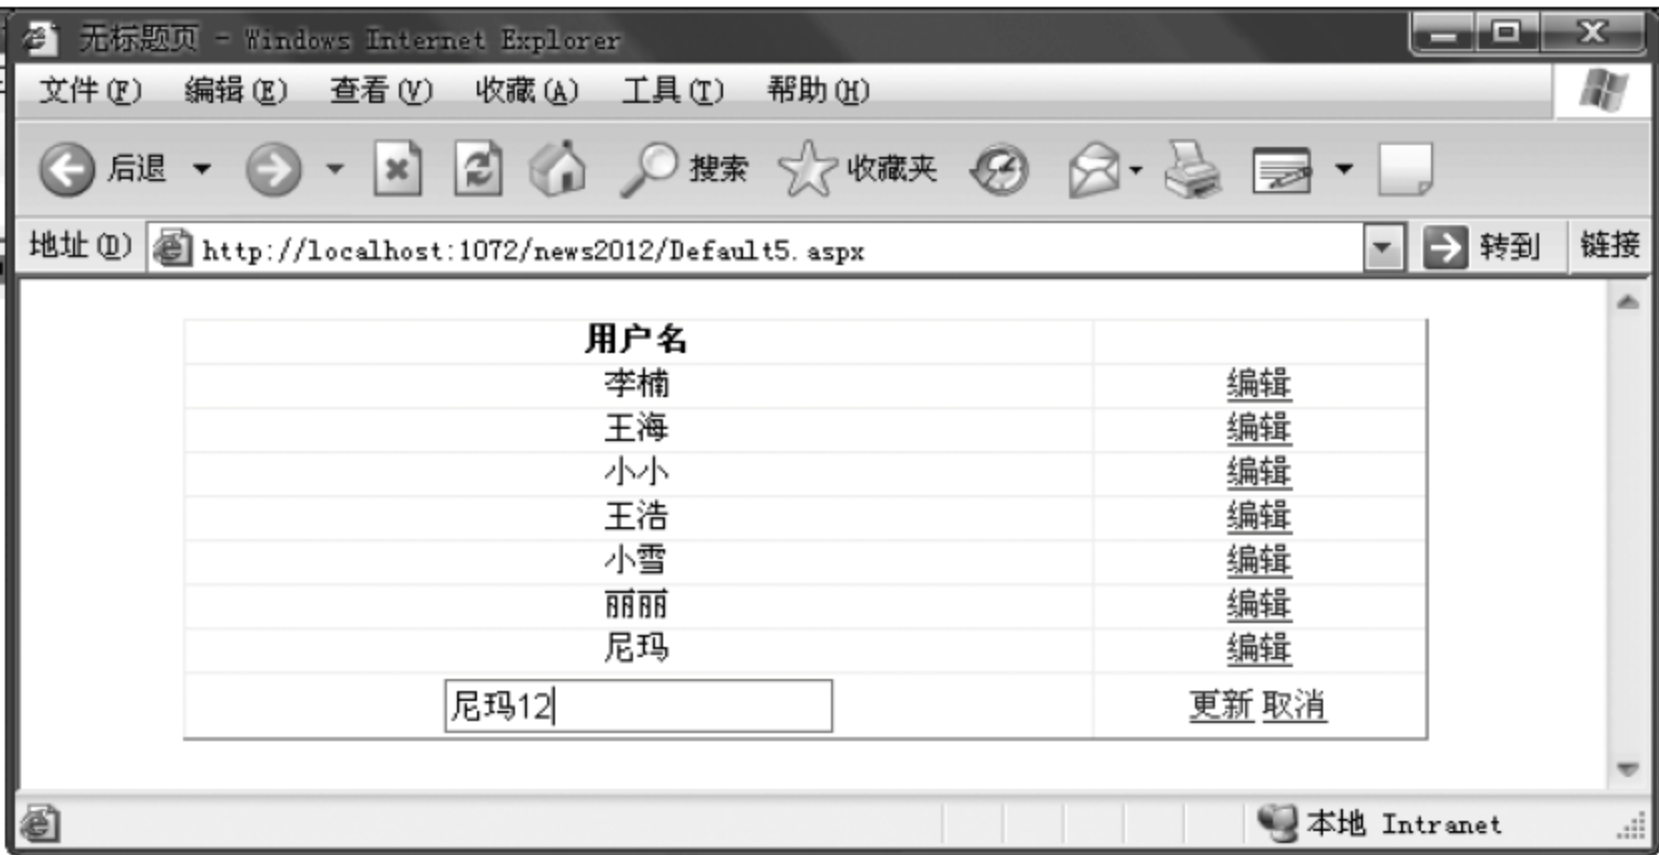 无标题页 - Windows Internet Explorer
文件(F) 编辑(E) 查看(V) 收藏(A) 工具(T) 帮助(H)
后退 搜索 收藏夹
地址(D) http://localhost:1072/news2012/Default5.aspx 转到 链接
用户名
李楠 编辑
王海 编辑
小小 编辑
王浩 编辑
小雪 编辑
丽丽 编辑
尼玛 编辑
尼玛12 更新 取消
本地 Intranet